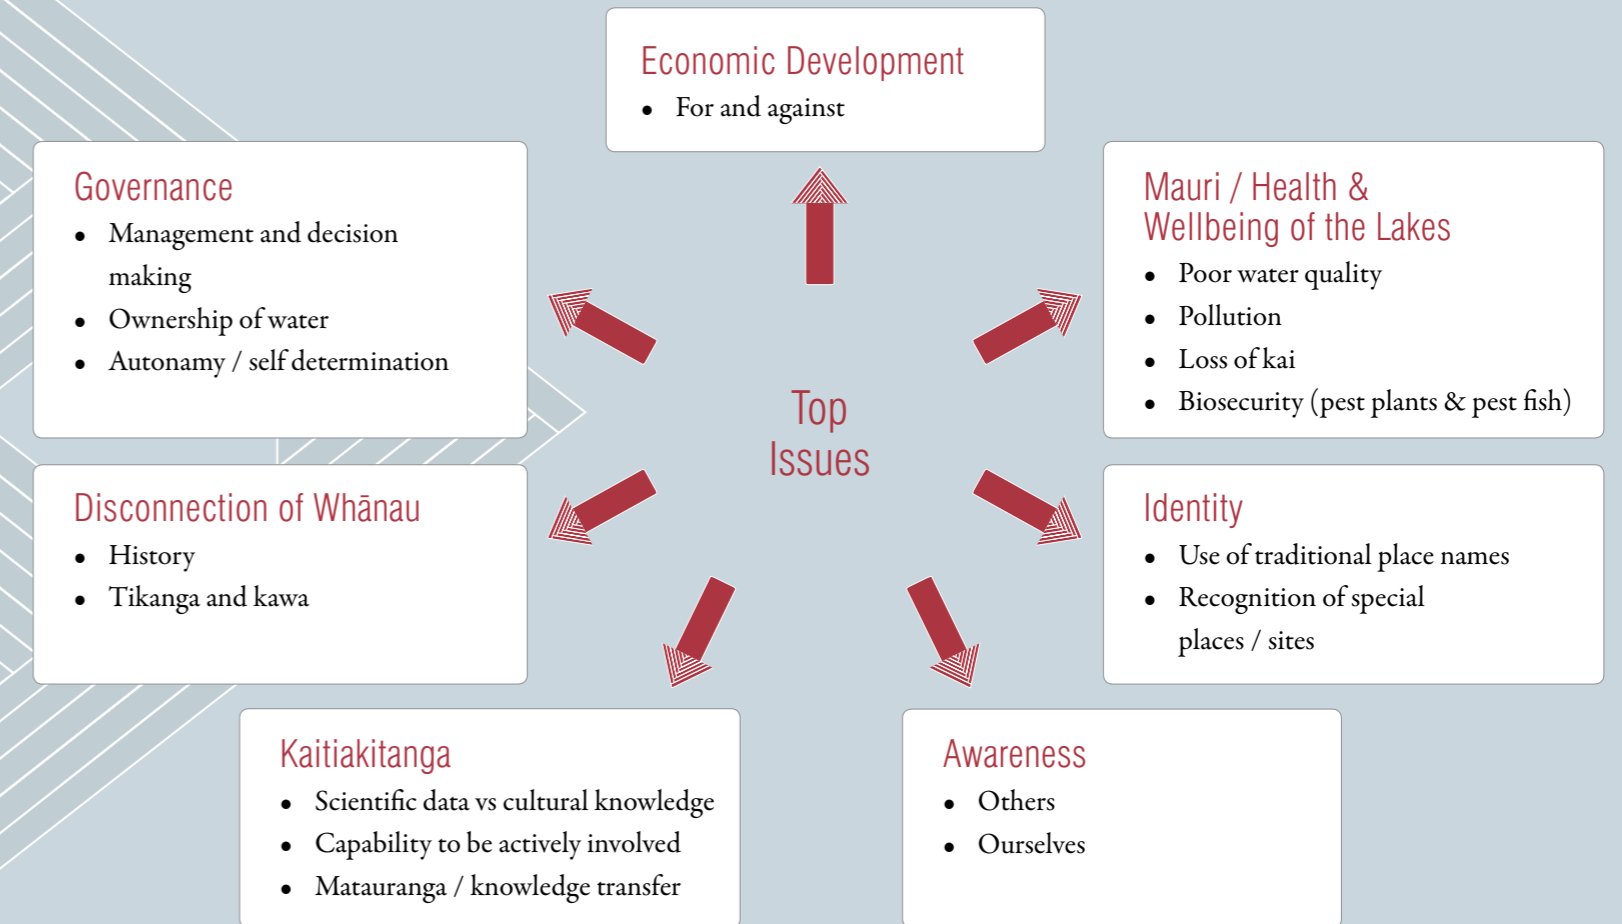 Economic Development
• For and against
Governance
• Management and decision
making
• Ownership of water
• Autonamy / self determination
Mauri / Health &
Wellbeing of the Lakes
• Poor water quality
• Pollution
• Loss of kai
• Biosecurity (pest plants & pest fish)
Top
Issues
Disconnection of Whānau
• History
• Tikanga and kawa
Identity
• Use of traditional place names
• Recognition of special
places / sites
Kaitiakitanga
• Scientific data vs cultural knowledge
• Capability to be actively involved
• Matauranga / knowledge transfer
Awareness
• Others
• Ourselves